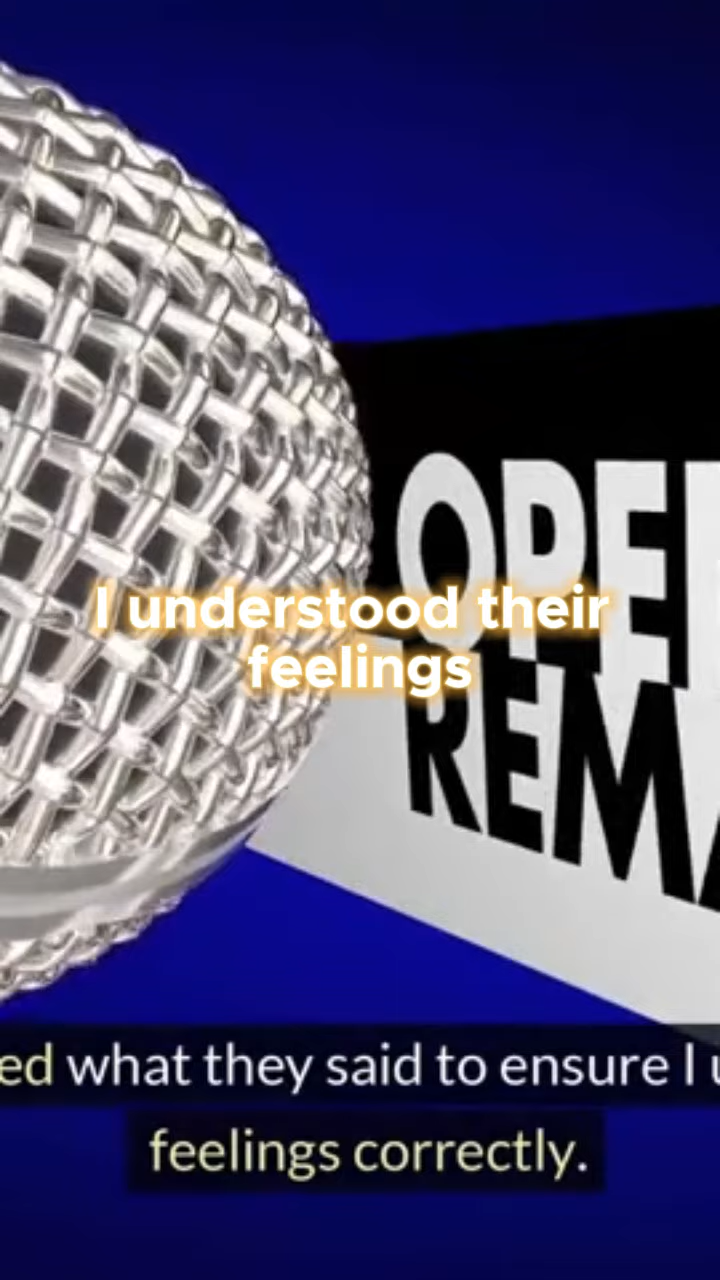 OPE
REMA
I understood their
feelings
ed what they said to ensure I u
feelings correctly.